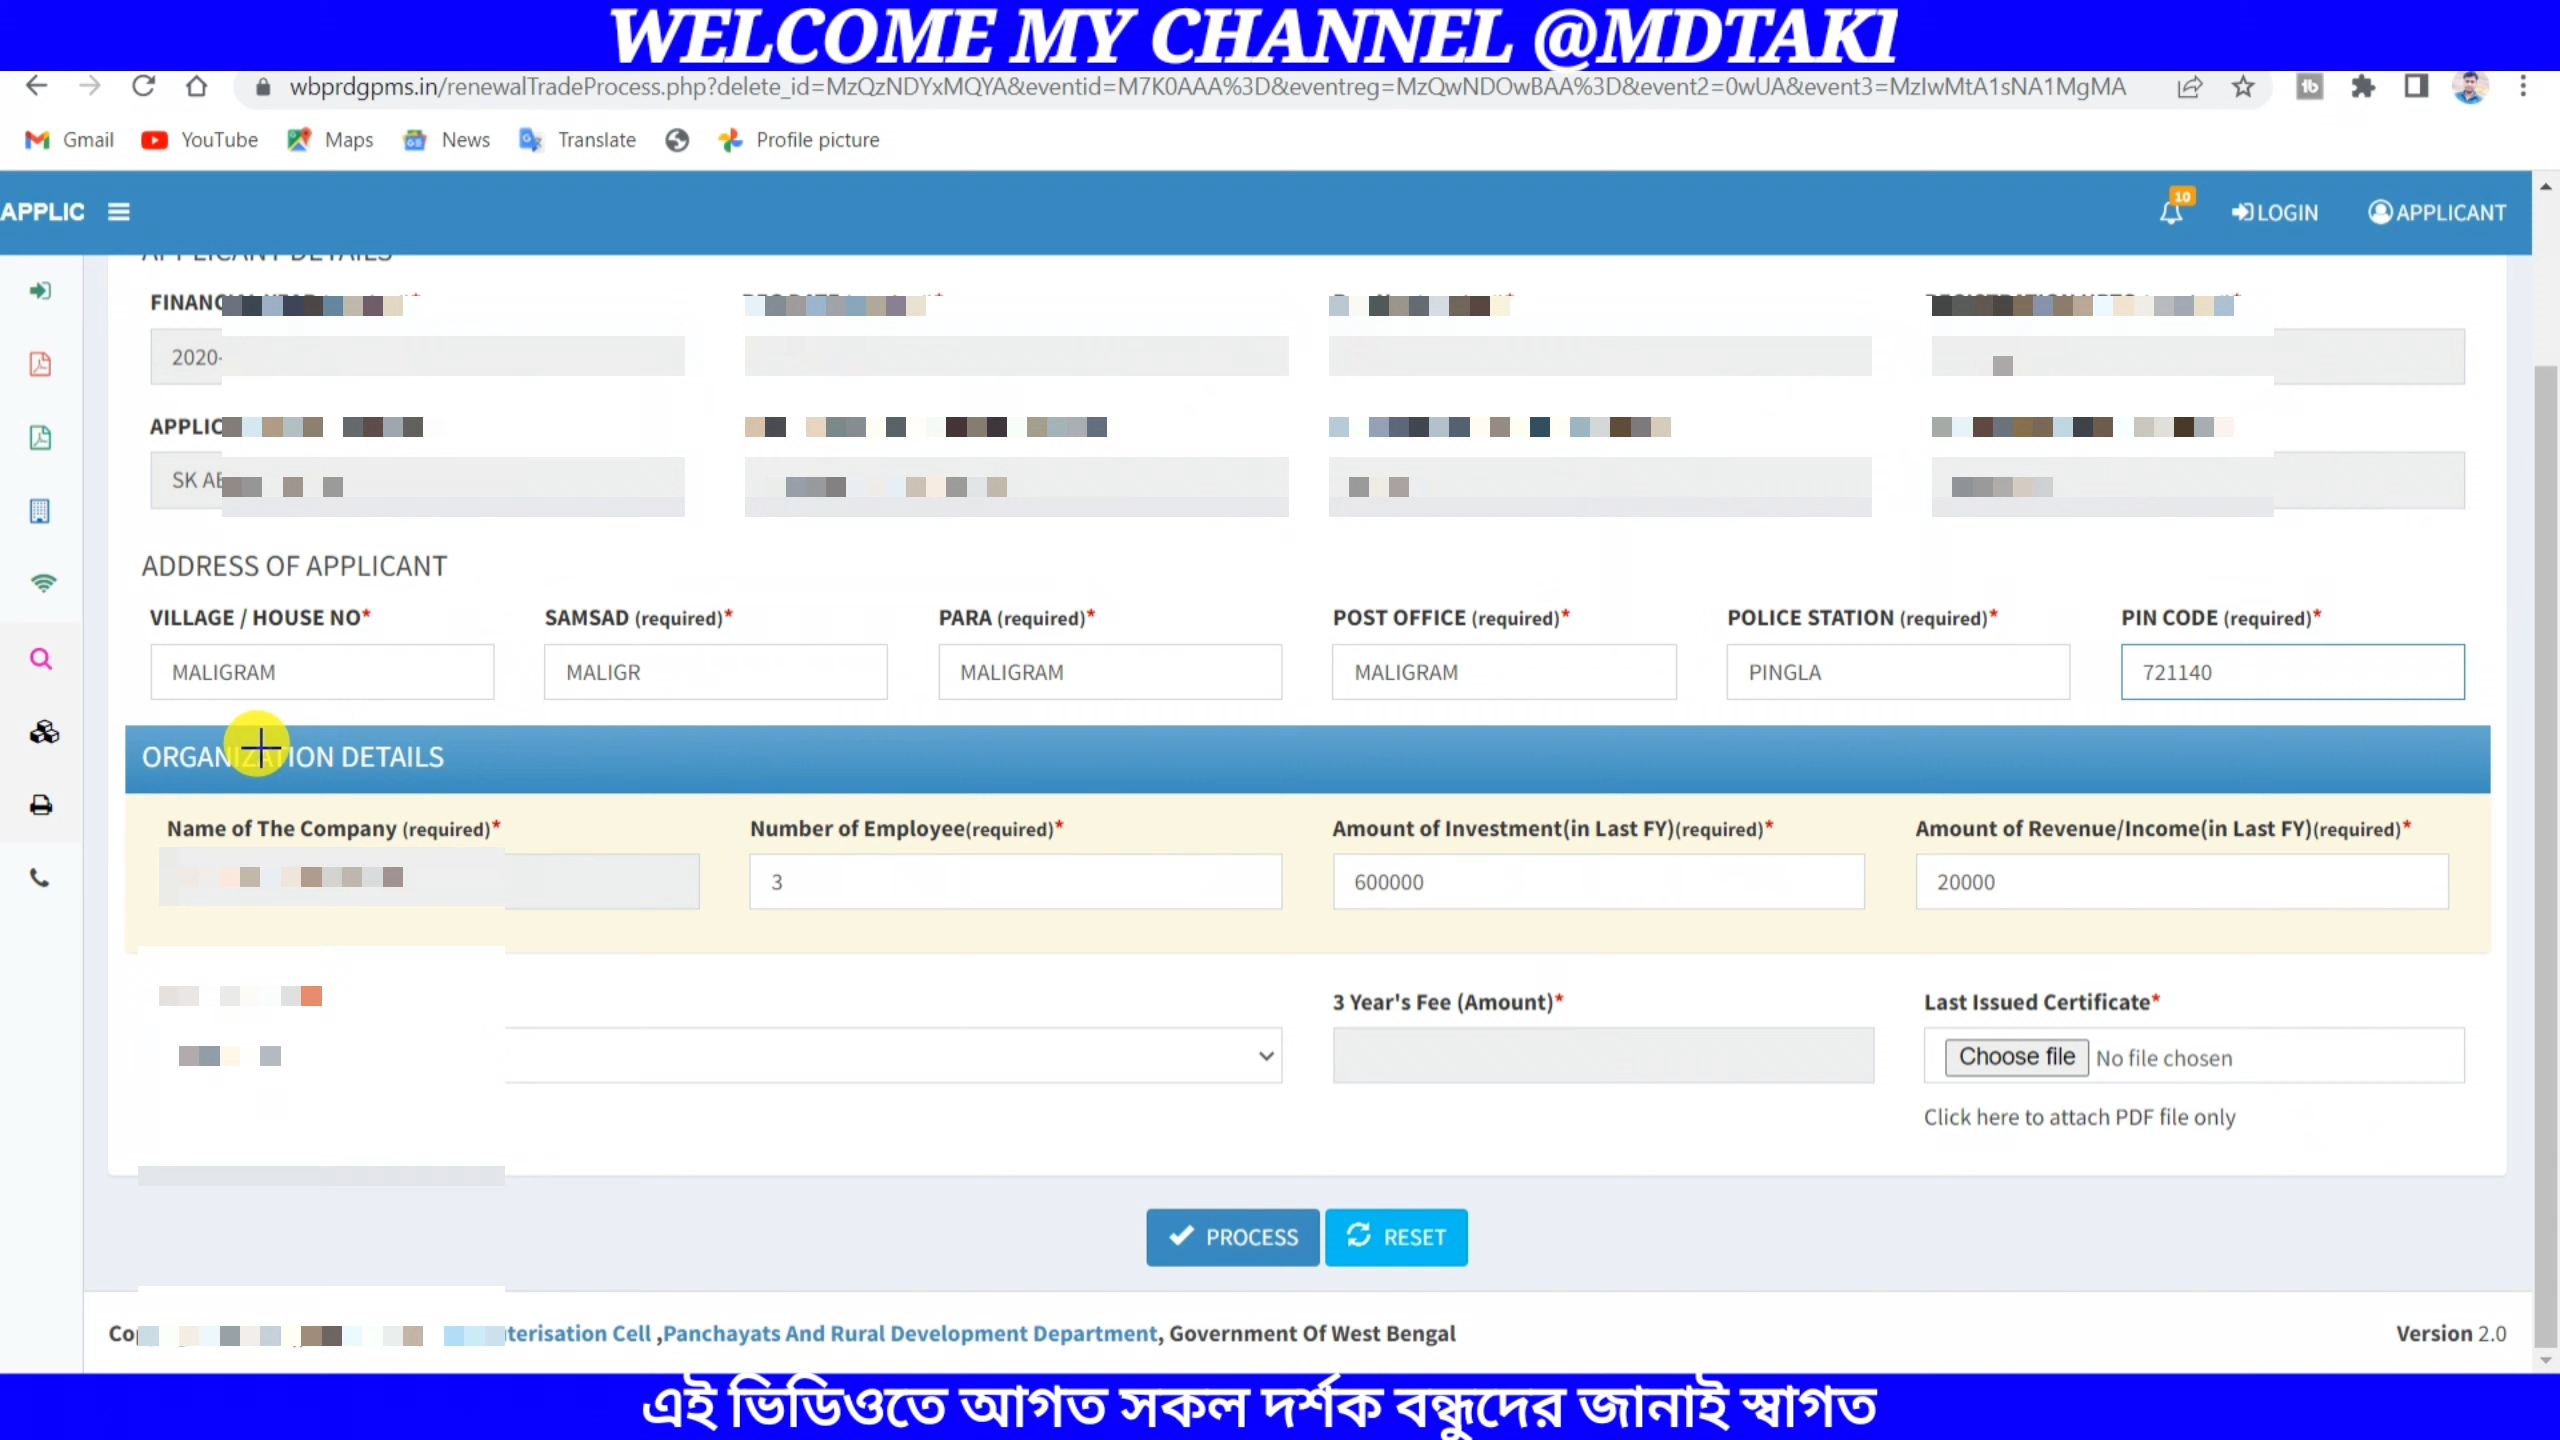 WELCOME MY CHANNEL @MDTAKI
wbprdgpms.in/renewalTradeProcess.php?delete_id=MzQzNDYxMQYA&eventid=M7K0AAA%3D&eventreg=MzQwNDOwBAA%3D&event2=0wUA&event3=MzIwMtA1sNA1MgMA
Gmail YouTube Maps News Translate Profile picture
APPLIC 10 LOGIN APPLICANT
APPLICANT DETAILS
FINANC
2020-
APPLIC
SK AB
ADDRESS OF APPLICANT
VILLAGE / HOUSE NO* SAMSAD (required)* PARA (required)* POST OFFICE (required)* POLICE STATION (required)* PIN CODE (required)*
MALIGRAM MALIGR MALIGRAM MALIGRAM PINGLA 721140
ORGANIZATION DETAILS
Name of The Company (required)* Number of Employee(required)* Amount of Investment(in Last FY)(required)* Amount of Revenue/Income(in Last FY)(required)*
3 600000 20000
3 Year's Fee (Amount)* Last Issued Certificate*
Choose file No file chosen
Click here to attach PDF file only
PROCESS RESET
terisation Cell ,Panchayats And Rural Development Department, Government Of West Bengal Version 2.0
এই ভিডিওতে আগত সকল দর্শক বন্ধুদের জানাই স্বাগত